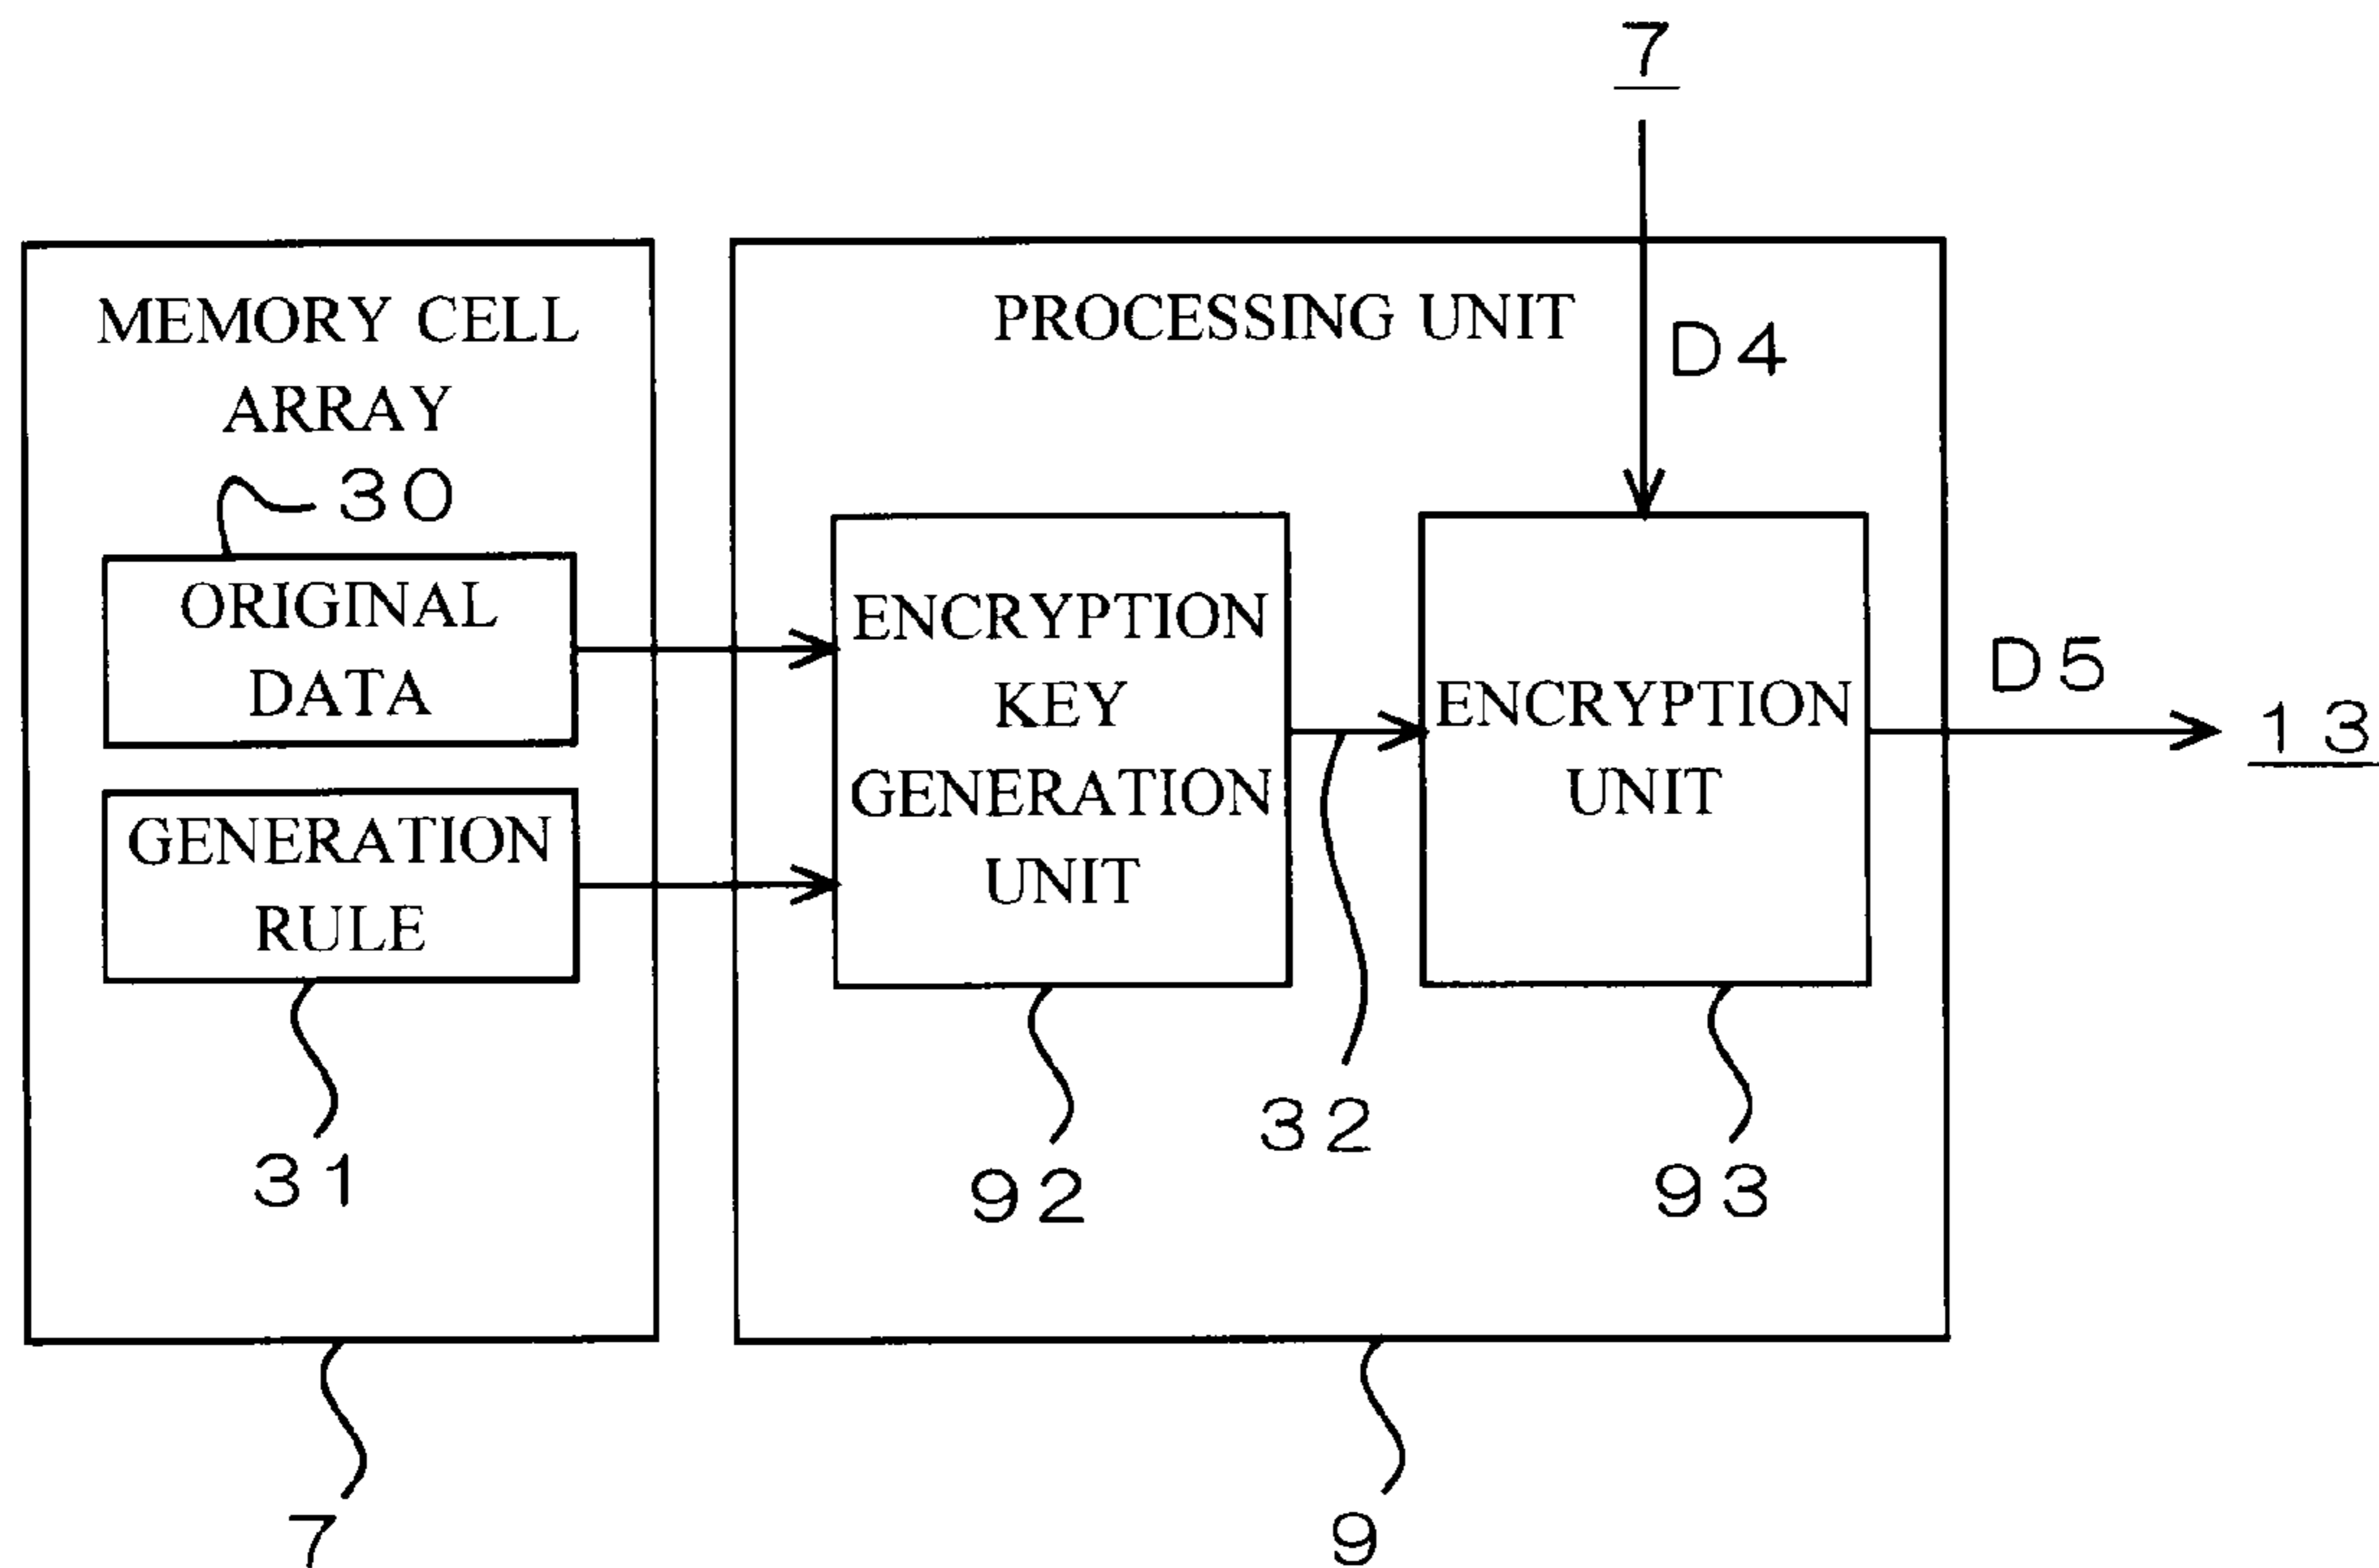 7
MEMORY CELL
ARRAY
PROCESSING UNIT
D4
30
ORIGINAL
DATA
GENERATION
RULE
31
ENCRYPTION
KEY
GENERATION
UNIT
ENCRYPTION
UNIT
D5
13
32
92
93
7
9